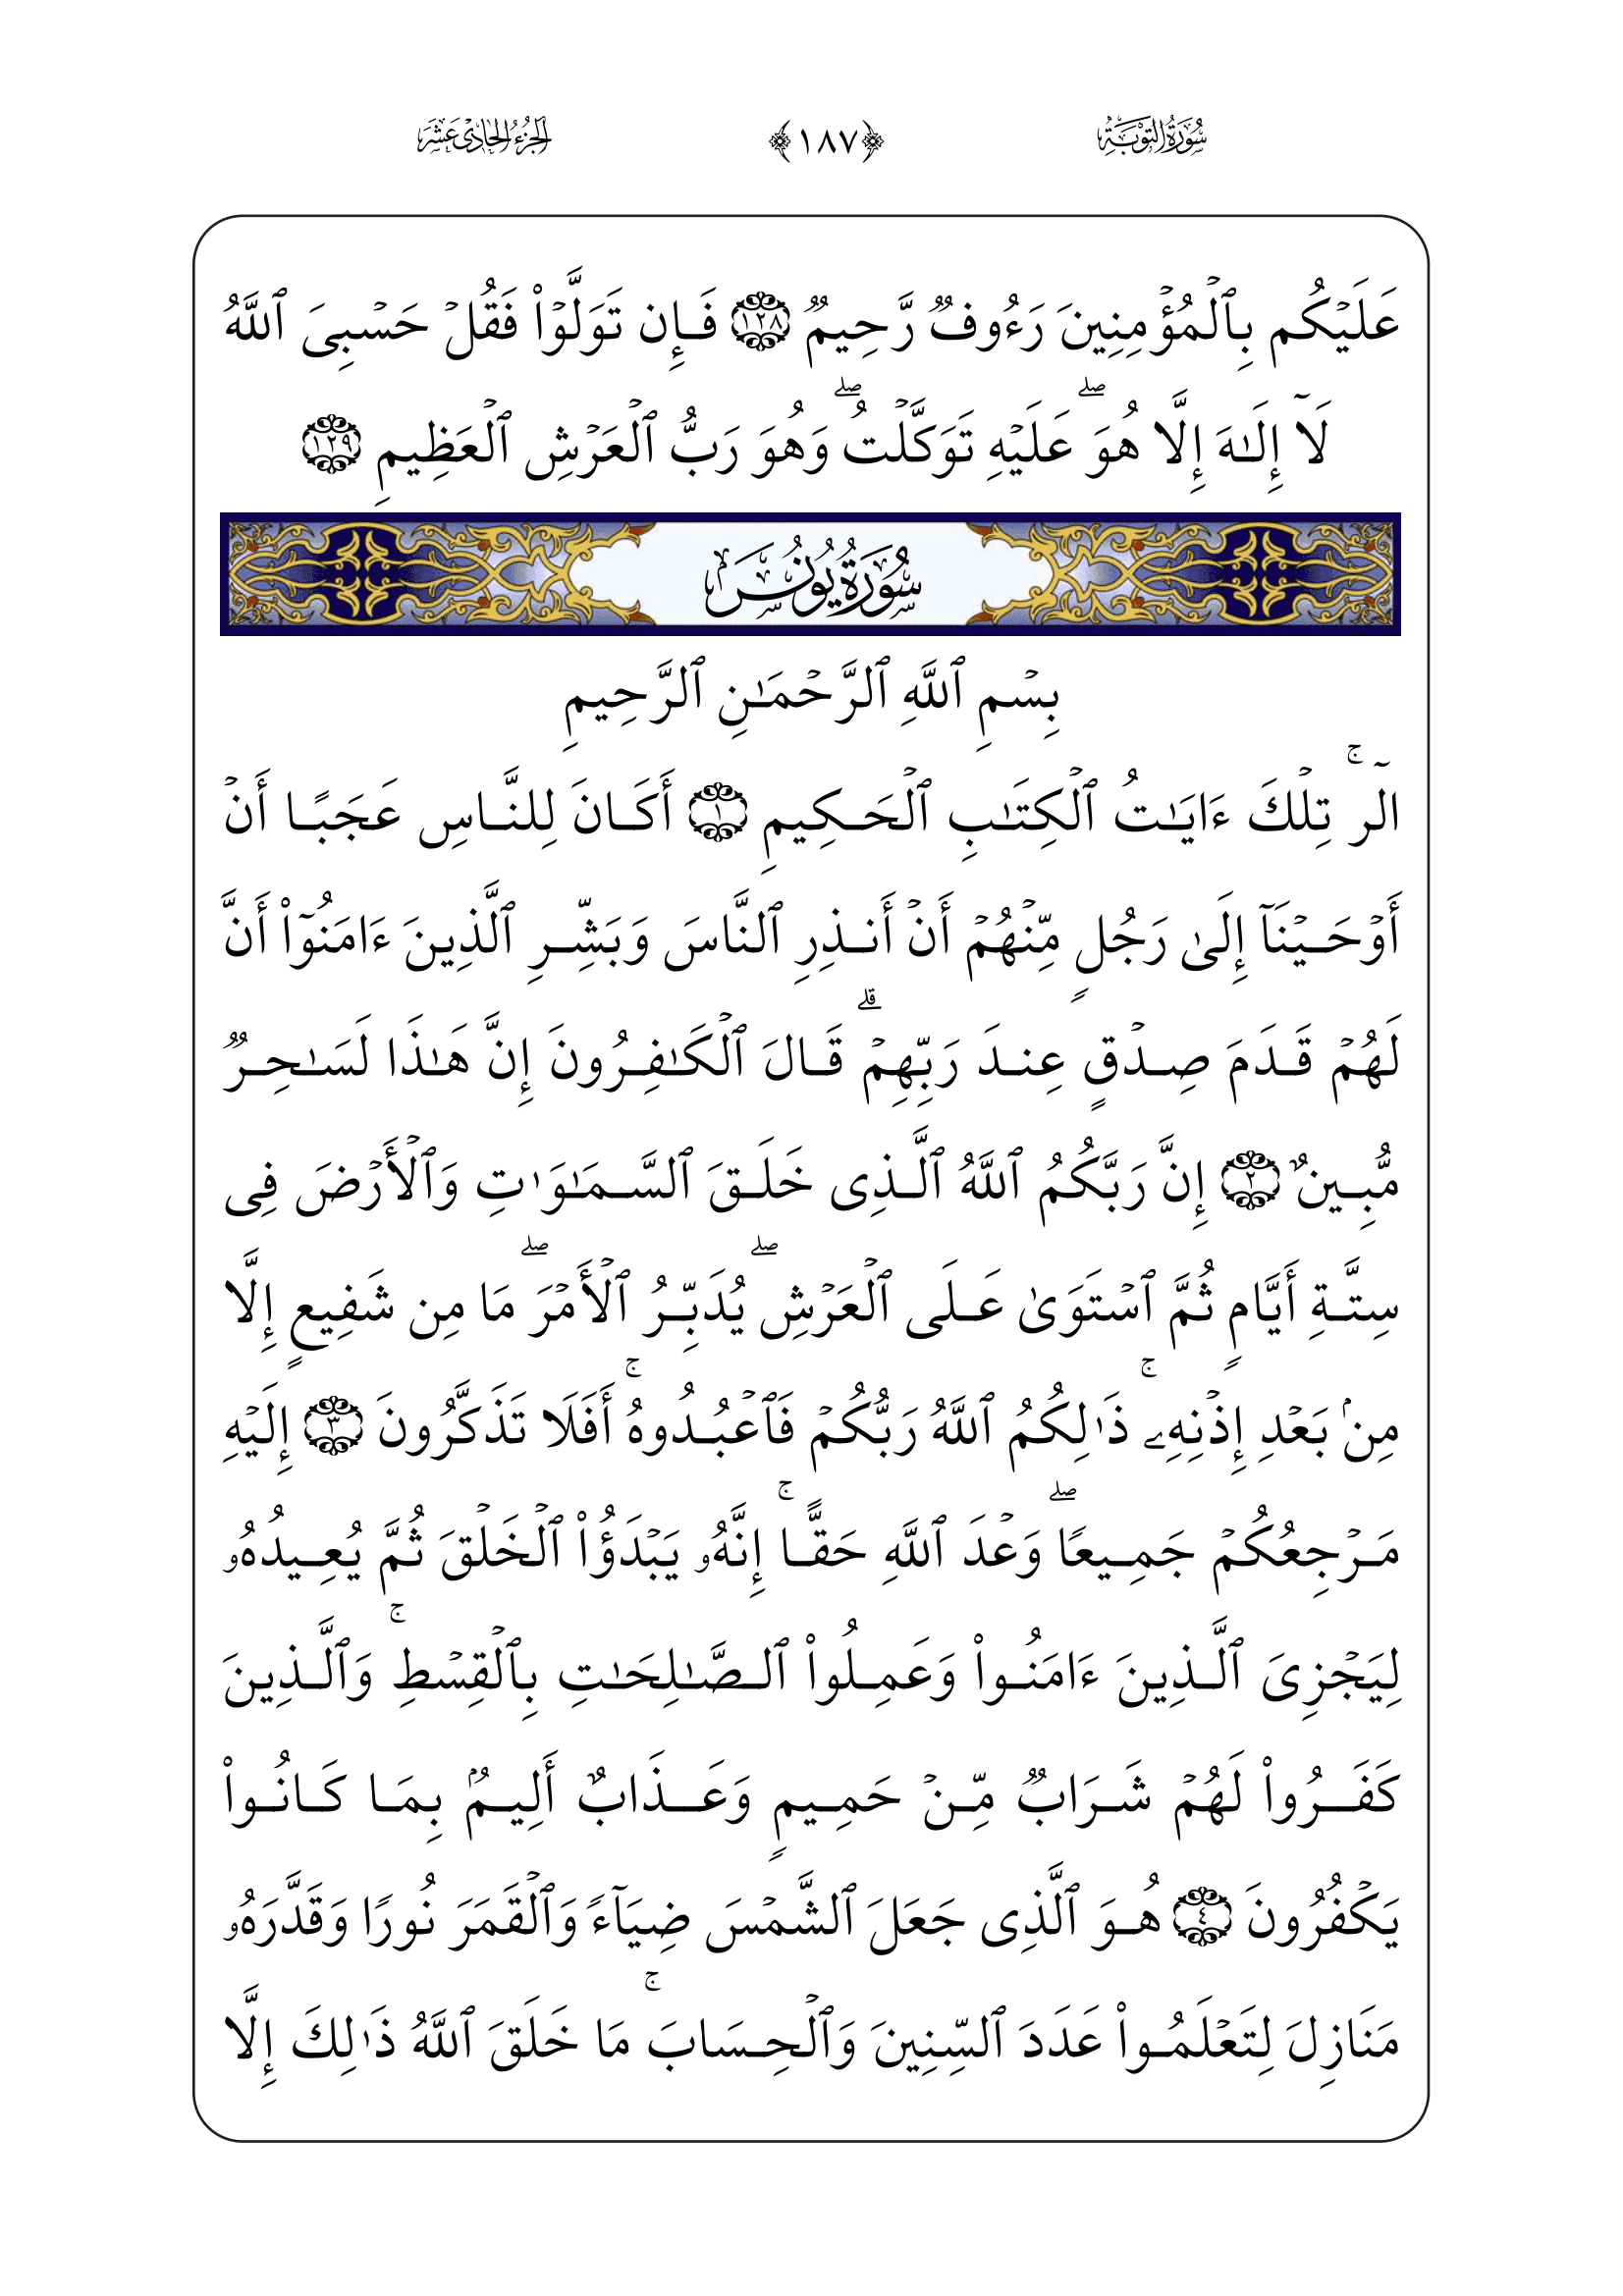 سُورَةُ التَّوۡبَةِ ﴿١٨٧﴾ الجُزۡءُ الحَادِي عَشَرَ
عَلَيۡكُم بِٱلۡمُؤۡمِنِينَ رَءُوفٞ رَّحِيمٞ ١٢٨ فَإِن تَوَلَّوۡاْ فَقُلۡ حَسۡبِيَ ٱللَّهُ
لَآ إِلَٰهَ إِلَّا هُوَۖ عَلَيۡهِ تَوَكَّلۡتُۖ وَهُوَ رَبُّ ٱلۡعَرۡشِ ٱلۡعَظِيمِ ١٢٩
سُورَةُ يُونُسَ
بِسۡمِ ٱللَّهِ ٱلرَّحۡمَٰنِ ٱلرَّحِيمِ
الٓرۚ تِلۡكَ ءَايَٰتُ ٱلۡكِتَٰبِ ٱلۡحَكِيمِ ١ أَكَانَ لِلنَّاسِ عَجَبًا أَنۡ
أَوۡحَيۡنَآ إِلَىٰ رَجُلٖ مِّنۡهُمۡ أَنۡ أَنذِرِ ٱلنَّاسَ وَبَشِّرِ ٱلَّذِينَ ءَامَنُوٓاْ أَنَّ
لَهُمۡ قَدَمَ صِدۡقٍ عِندَ رَبِّهِمۡۗ قَالَ ٱلۡكَٰفِرُونَ إِنَّ هَٰذَا لَسَٰحِرٞ
مُّبِينٌ ٢ إِنَّ رَبَّكُمُ ٱللَّهُ ٱلَّذِي خَلَقَ ٱلسَّمَٰوَٰتِ وَٱلۡأَرۡضَ فِي
سِتَّةِ أَيَّامٖ ثُمَّ ٱسۡتَوَىٰ عَلَى ٱلۡعَرۡشِۖ يُدَبِّرُ ٱلۡأَمۡرَۖ مَا مِن شَفِيعٍ إِلَّا
مِنۢ بَعۡدِ إِذۡنِهِۦۚ ذَٰلِكُمُ ٱللَّهُ رَبُّكُمۡ فَٱعۡبُدُوهُۚ أَفَلَا تَذَكَّرُونَ ٣ إِلَيۡهِ
مَرۡجِعُكُمۡ جَمِيعٗاۖ وَعۡدَ ٱللَّهِ حَقًّاۚ إِنَّهُۥ يَبۡدَؤُاْ ٱلۡخَلۡقَ ثُمَّ يُعِيدُهُۥ
لِيَجۡزِيَ ٱلَّذِينَ ءَامَنُواْ وَعَمِلُواْ ٱلصَّٰلِحَٰتِ بِٱلۡقِسۡطِۚ وَٱلَّذِينَ
كَفَرُواْ لَهُمۡ شَرَابٞ مِّنۡ حَمِيمٖ وَعَذَابٌ أَلِيمُۢ بِمَا كَانُواْ
يَكۡفُرُونَ ٤ هُوَ ٱلَّذِي جَعَلَ ٱلشَّمۡسَ ضِيَآءٗ وَٱلۡقَمَرَ نُورٗا وَقَدَّرَهُۥ
مَنَازِلَ لِتَعۡلَمُواْ عَدَدَ ٱلسِّنِينَ وَٱلۡحِسَابَۚ مَا خَلَقَ ٱللَّهُ ذَٰلِكَ إِلَّا